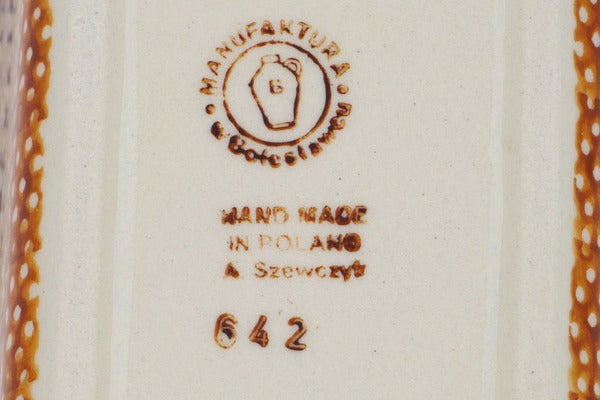 MANUFAKTURA
w Bolesławcu
B
HAND MADE
IN POLAND
A. Szewczyk
642